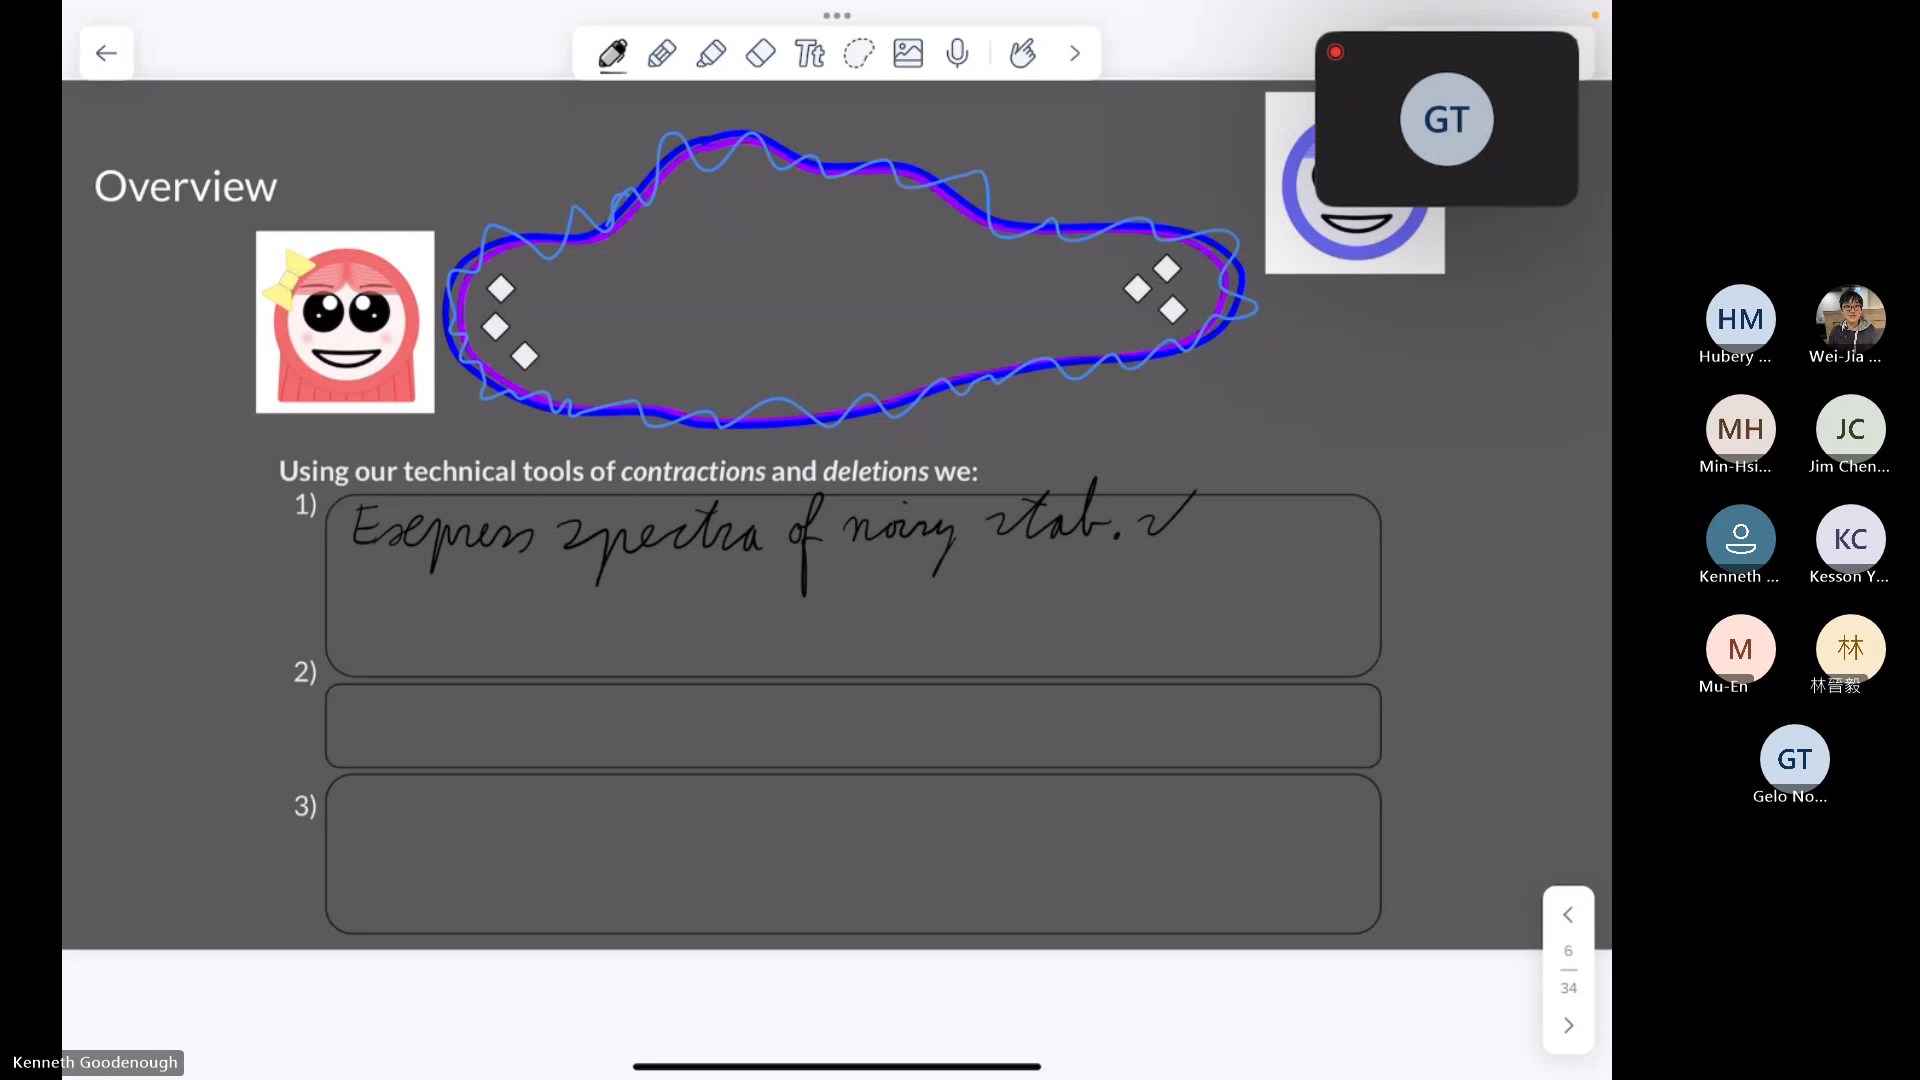 Tt
GT
Overview
Using our technical tools of contractions and deletions we:
1)
Exepress spectra of noisy stab.
2)
3)
6
34
HM
Hubery ...
Wei-Jia ...
MH
Min-Hsi...
JC
Jim Chen...
Kenneth ...
KC
Kesson Y...
M
Mu-En
林
林晉毅
GT
Gelo No...
Kenneth Goodenough